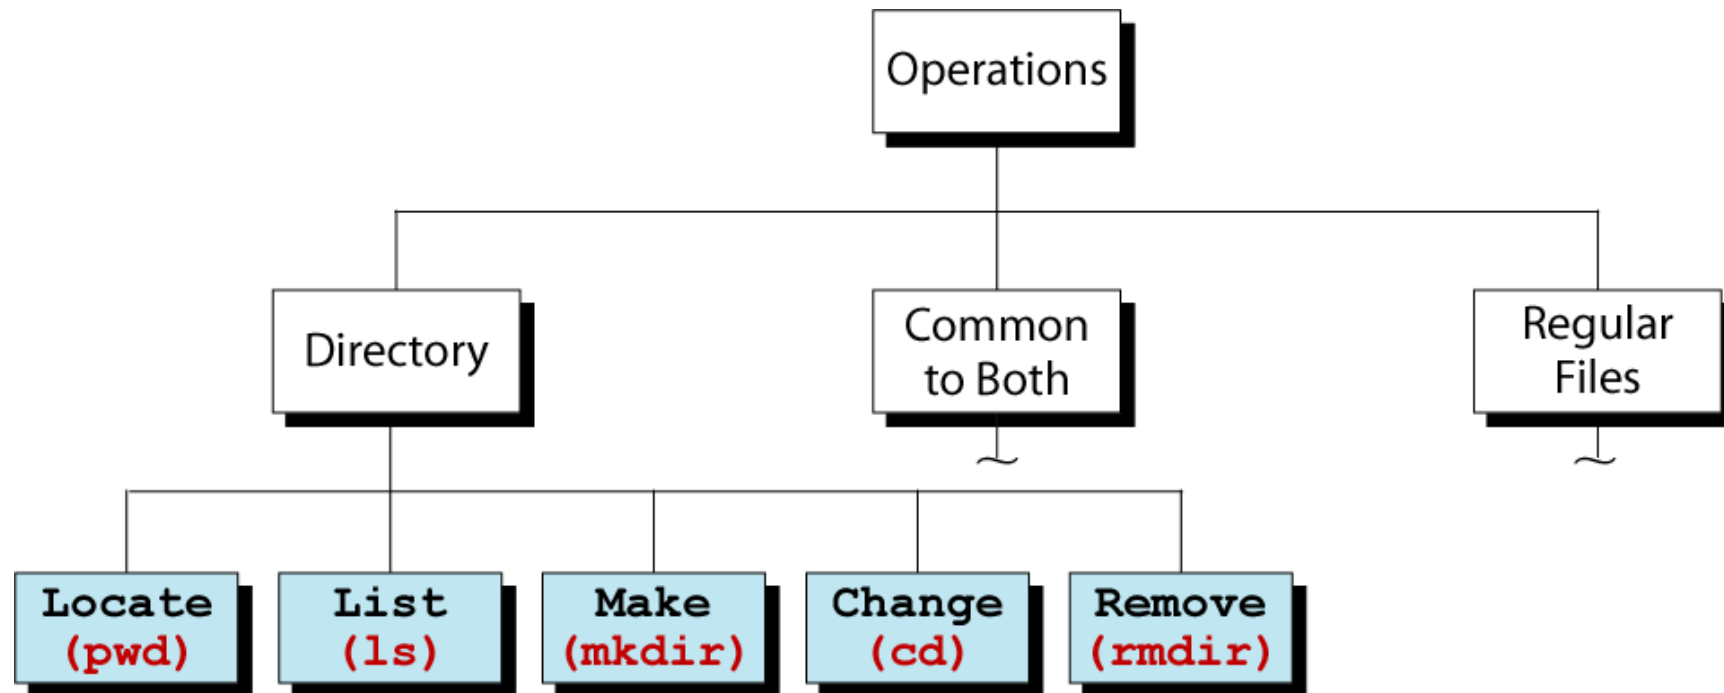 Operations
Directory
Common
to Both
Regular
Files
Locate
(pwd)
List
(ls)
Make
(mkdir)
Change
(cd)
Remove
(rmdir)